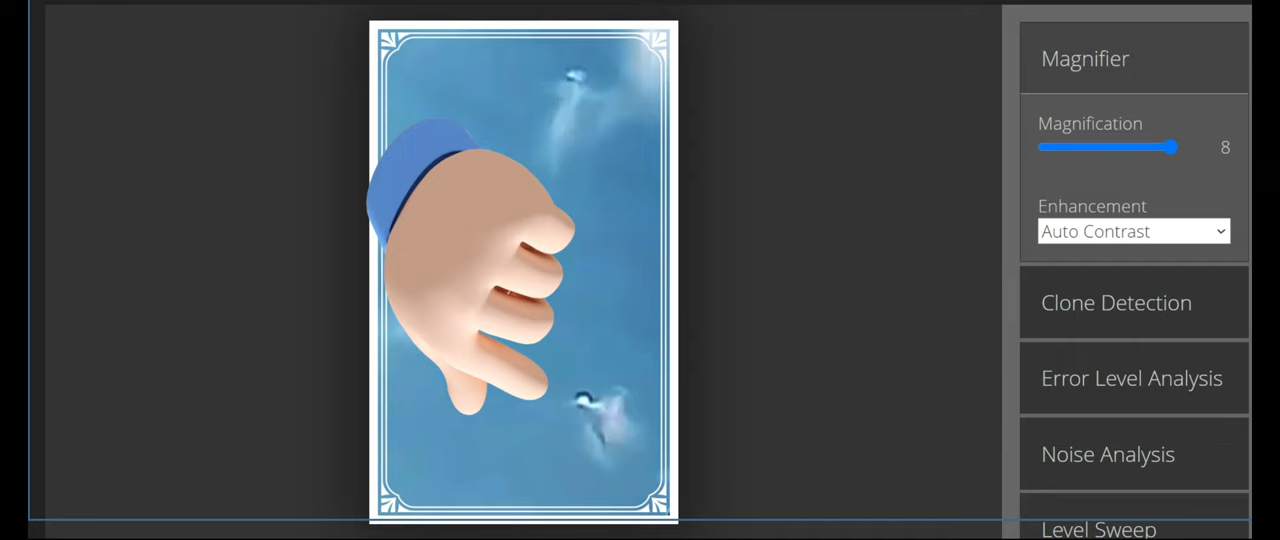 Magnifier
Magnification
8
Enhancement
Auto Contrast
Clone Detection
Error Level Analysis
Noise Analysis
Level Sweep